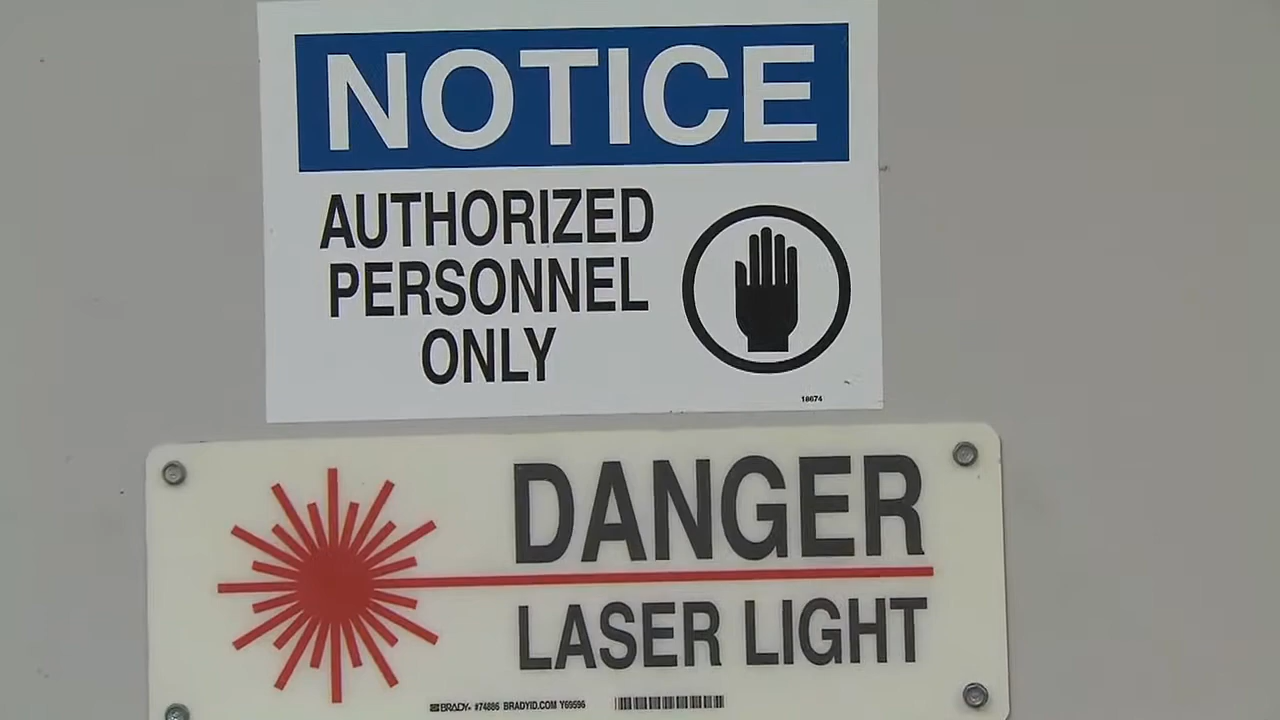 NOTICE
AUTHORIZED
PERSONNEL
ONLY
18674
DANGER
LASER LIGHT
BRADY #74886 BRADYID.COM Y69596